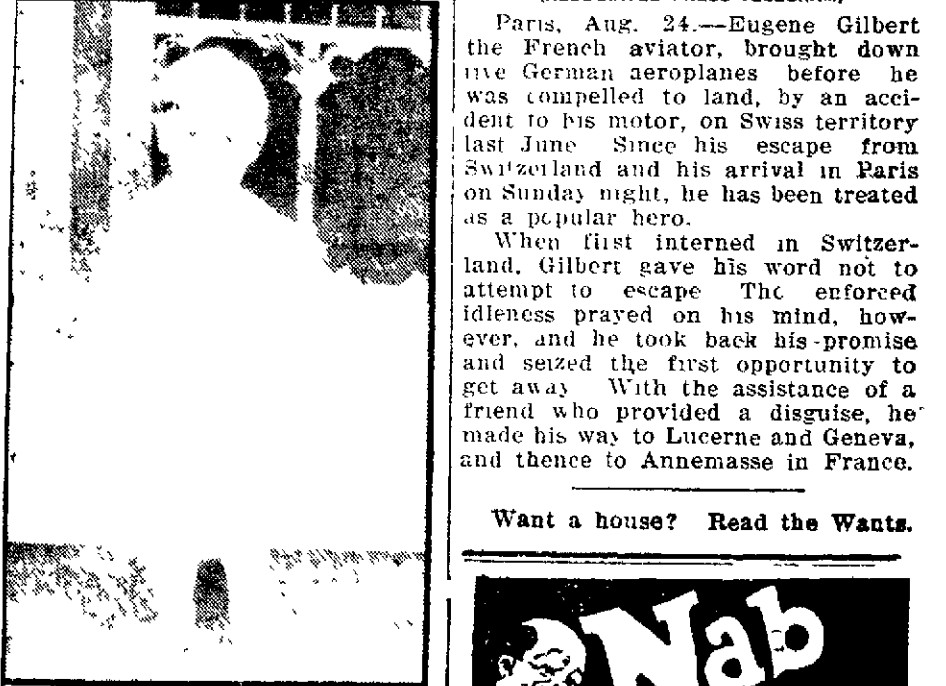 Paris, Aug. 24.—Eugene Gilbert
the French aviator, brought down
five German aeroplanes before he
was compelled to land, by an acci-
dent to his motor, on Swiss territory
last June Since his escape from
Switzerland and his arrival in Paris
on Sunday night, he has been treated
as a popular hero.
When first interned in Switzer-
land, Gilbert gave his word not to
attempt to escape The enforced
idleness prayed on his mind, how-
ever, and he took back his promise
and seized the first opportunity to
get away With the assistance of a
friend who provided a disguise, he
made his way to Lucerne and Geneva,
and thence to Annemasse in France.
Want a house? Read the Wants.
Nab